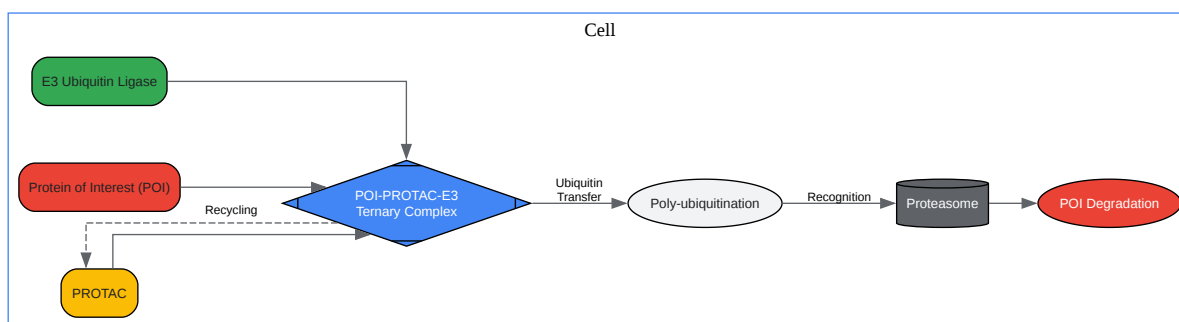 Cell
E3 Ubiquitin Ligase
Protein of Interest (POI)
Recycling
PROTAC
POI-PROTAC-E3
Ternary Complex
Ubiquitin
Transfer
Poly-ubiquitination
Recognition
Proteasome
POI Degradation